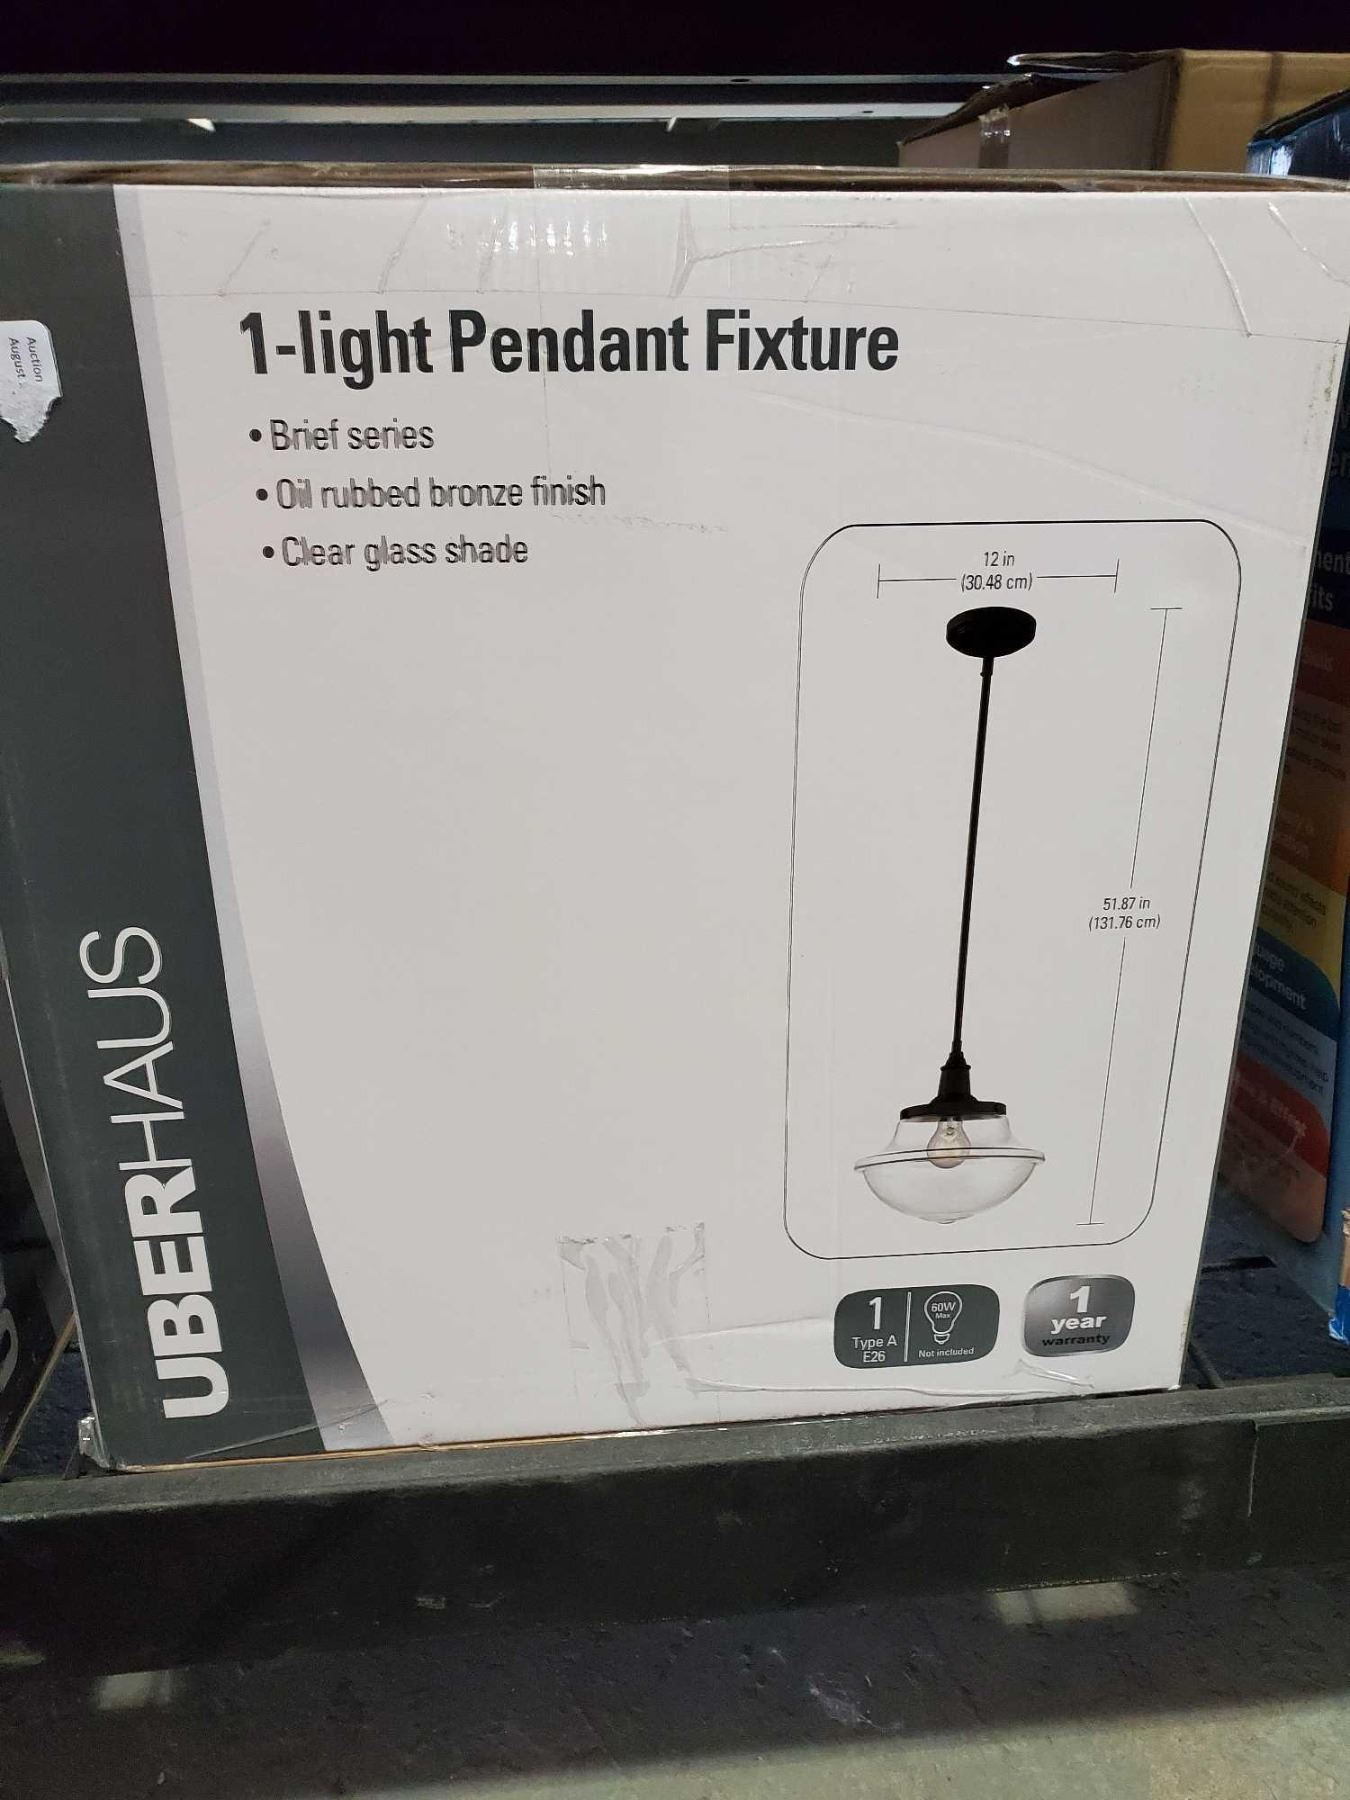 1-light Pendant Fixture
• Brief series
• Oil rubbed bronze finish
• Clear glass shade
12 in
(30.48 cm)
51.87 in
(131.76 cm)
1
Type A
E26
60W
Max
Not included
1
year
warranty
UBERHAUS
Auction
August